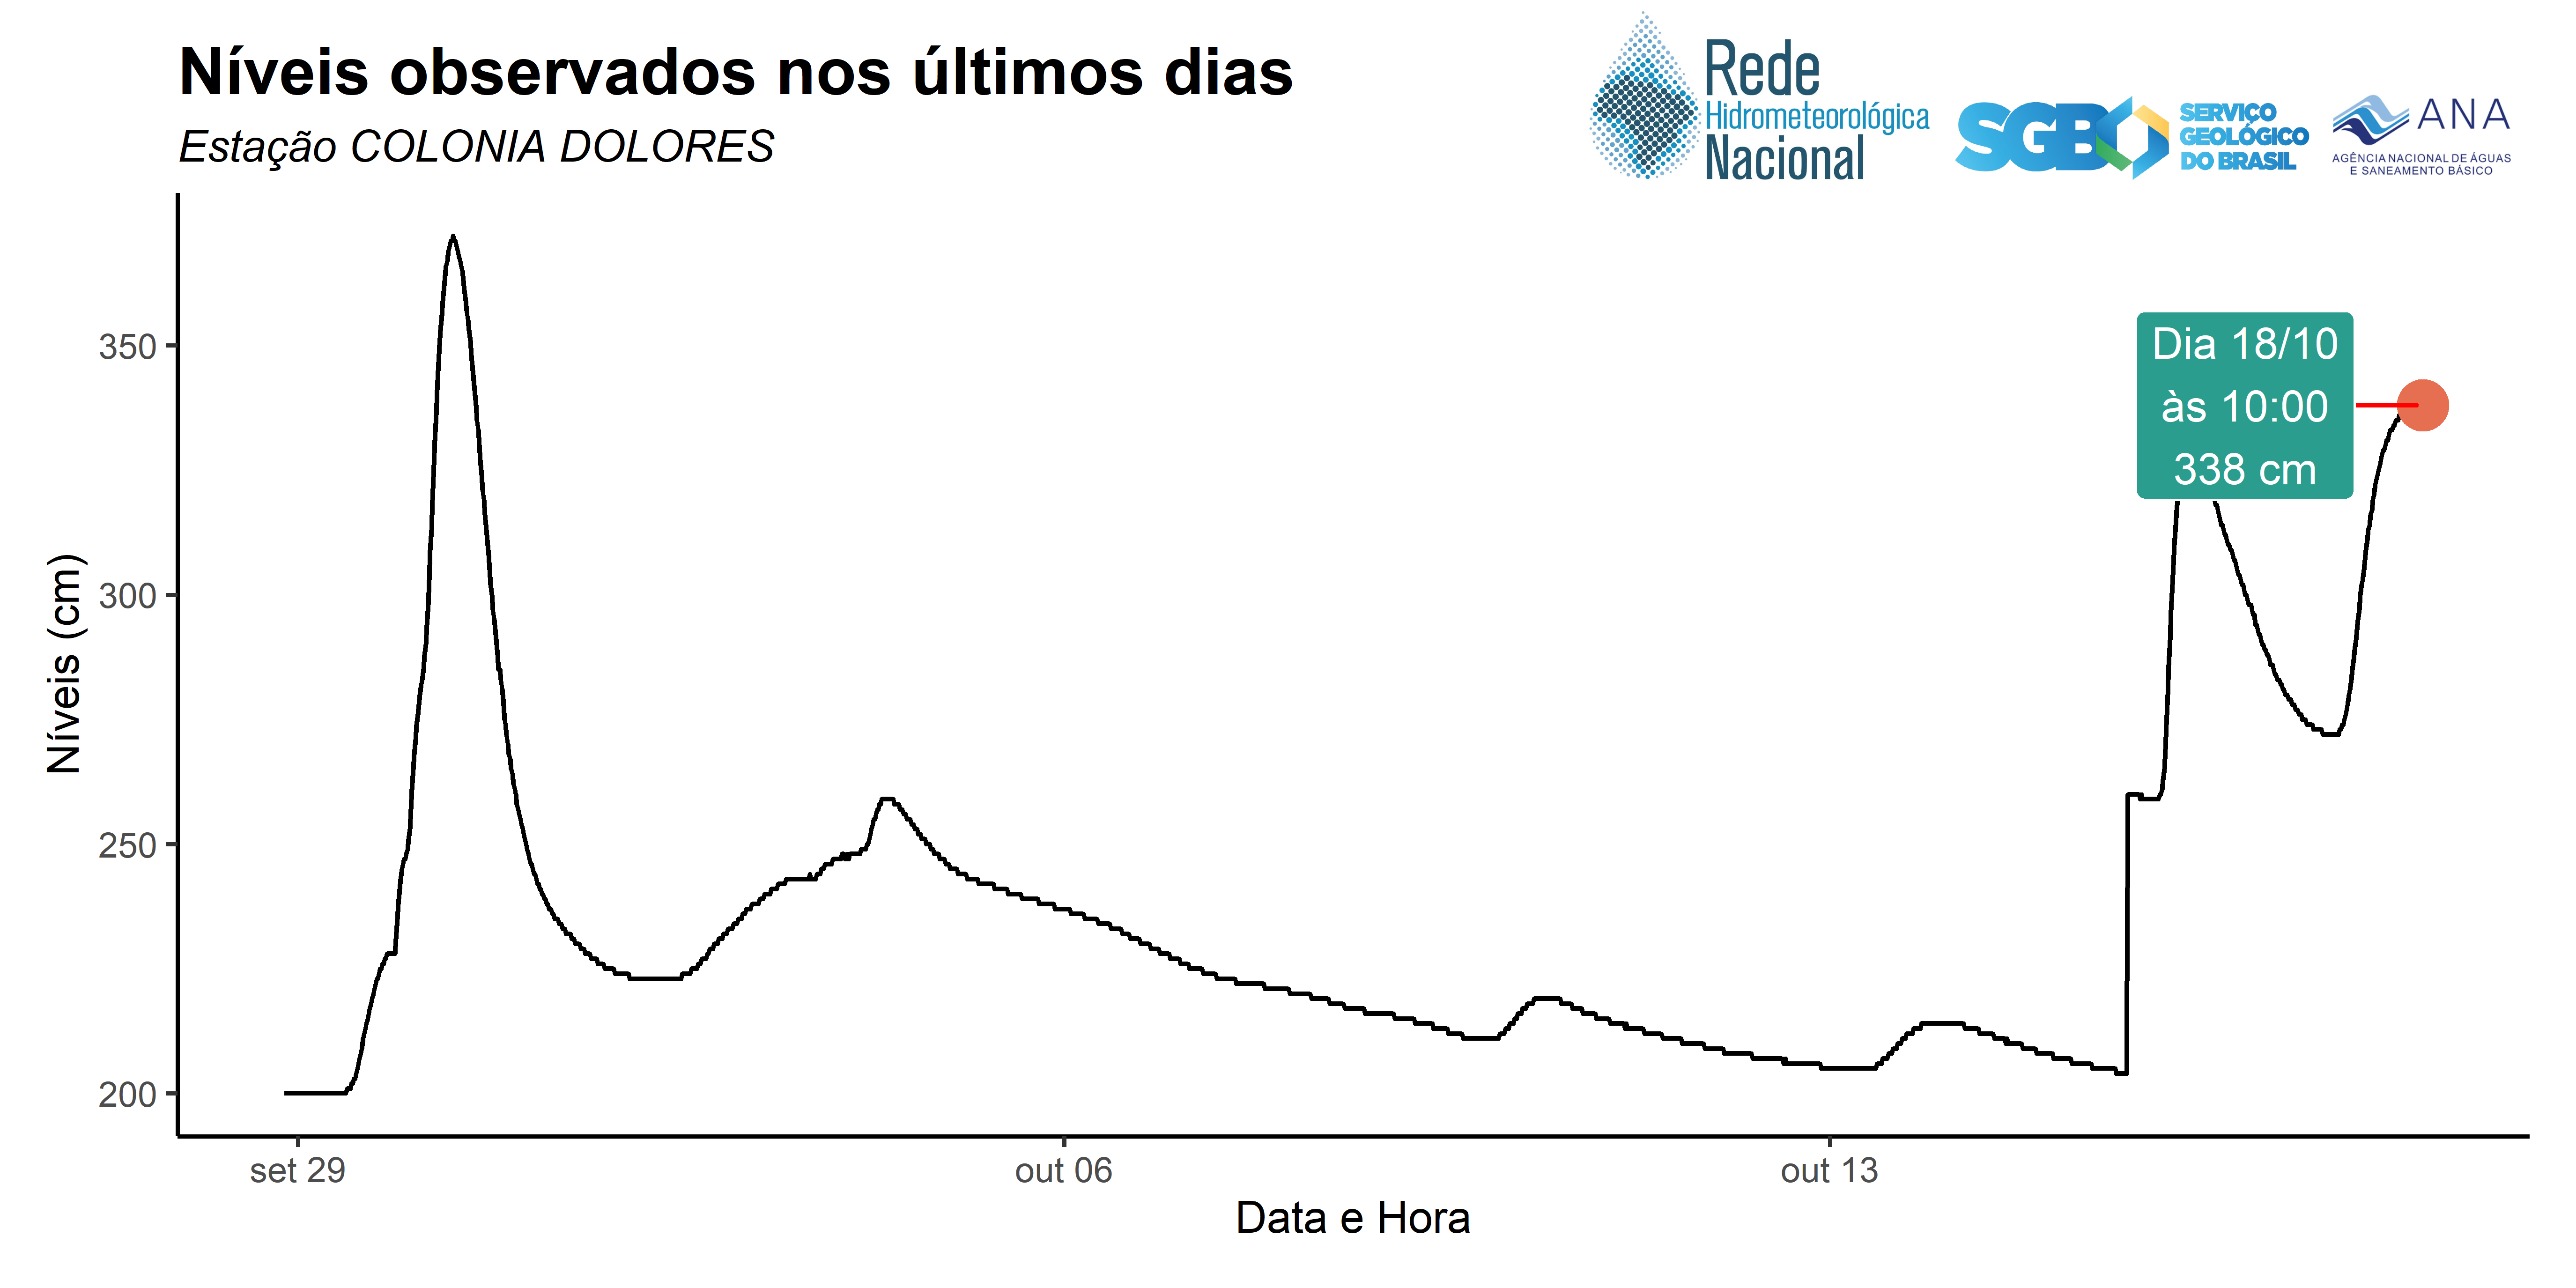 Níveis observados nos últimos dias
Estação COLONIA DOLORES
Rede
Hidrometeorológica
Nacional
SGB
SERVIÇO
GEOLÓGICO
DO BRASIL
ANA
AGÊNCIA NACIONAL DE ÁGUAS
E SANEAMENTO BÁSICO
Níveis (cm)
350
300
250
200
Dia 18/10
às 10:00
338 cm
set 29
out 06
out 13
Data e Hora